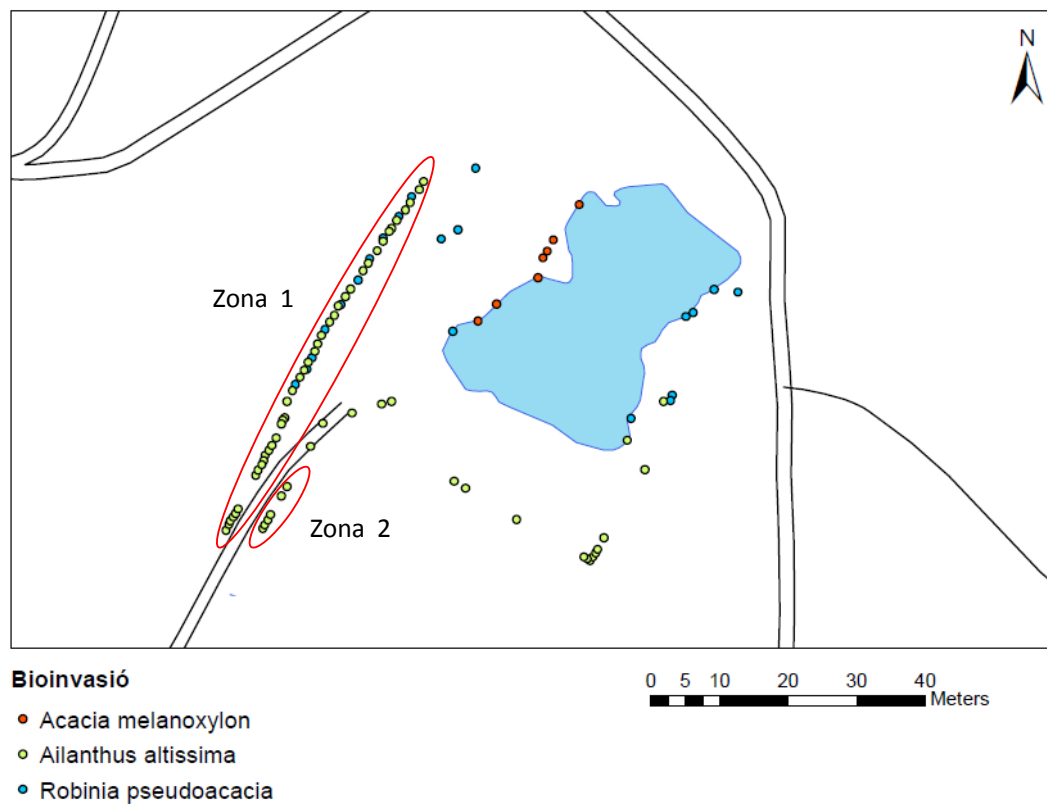 N
Zona 1
Zona 2
Bioinvasió
Acacia melanoxylon
Ailanthus altissima
Robinia pseudoacacia
0 5 10 20 30 40
Meters